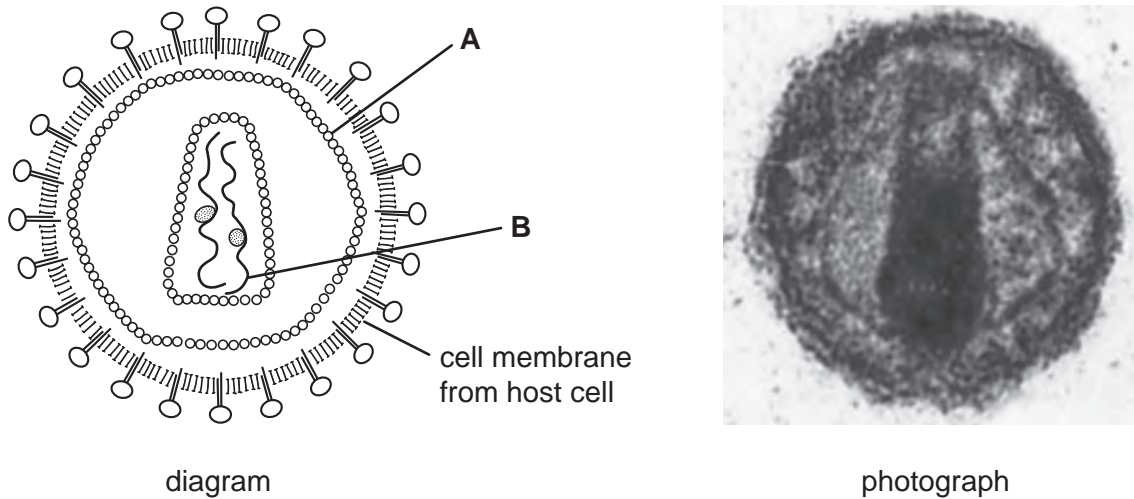 A
B
cell membrane
from host cell
diagram
photograph